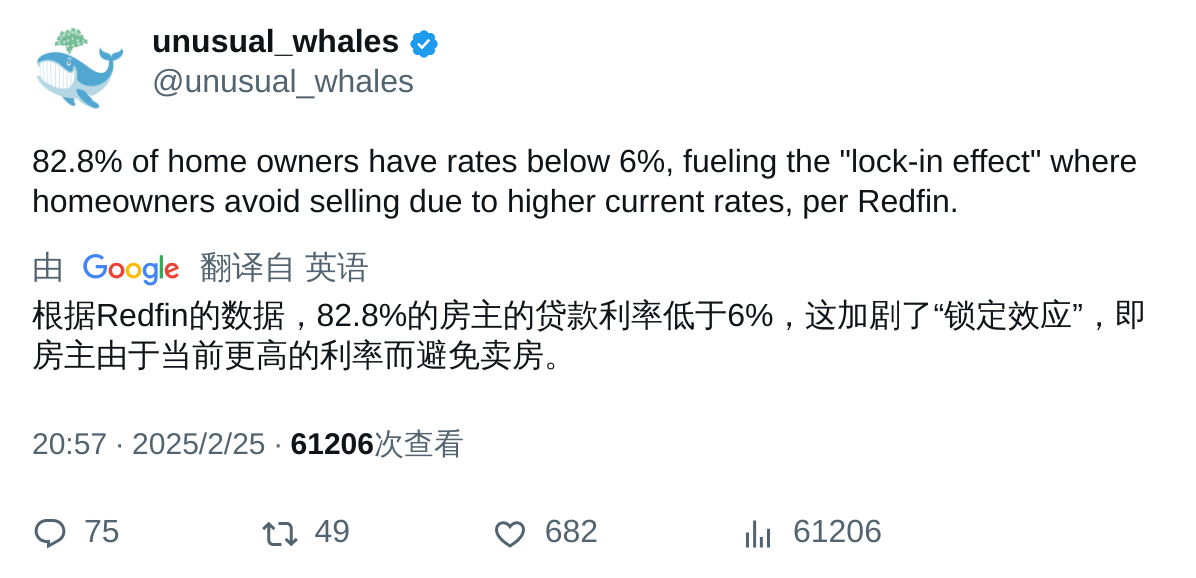 unusual_whales
@unusual_whales
82.8% of home owners have rates below 6%, fueling the "lock-in effect" where
homeowners avoid selling due to higher current rates, per Redfin.
由 Google 翻译自 英语
根据Redfin的数据，82.8%的房主的贷款利率低于6%，这加剧了“锁定效应”，即
房主由于当前更高的利率而避免卖房。
20:57 · 2025/2/25 · 61206次查看
75 49 682 61206